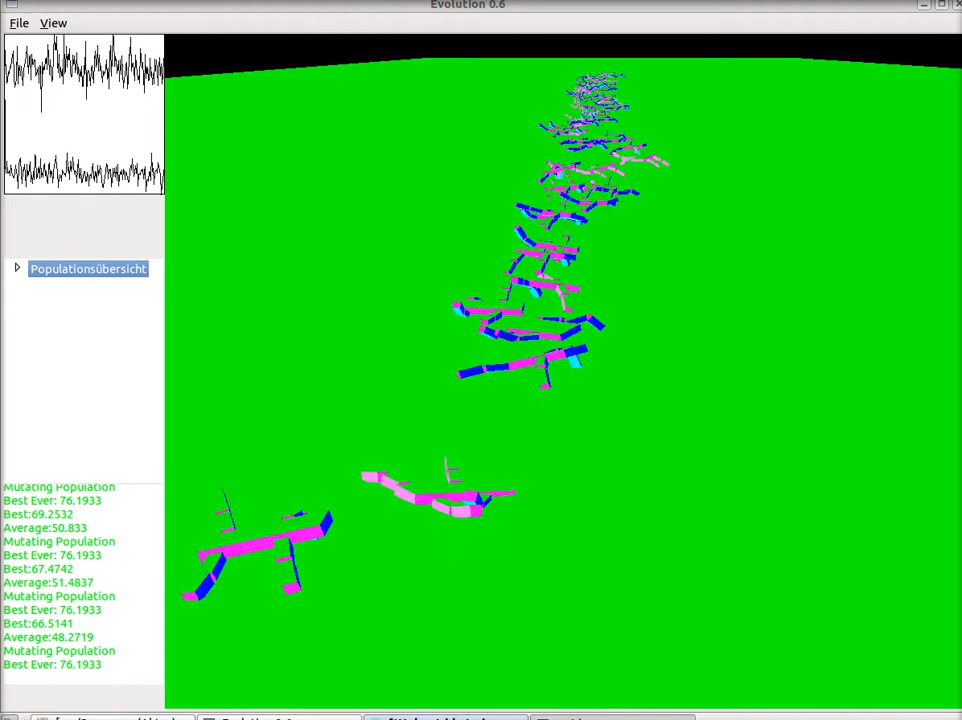 Evolution 0.6
File View
Populationsübersicht
Mutating Population
Best Ever: 76.1933
Best:69.2532
Average:50.833
Mutating Population
Best Ever: 76.1933
Best:67.4742
Average:51.4837
Mutating Population
Best Ever: 76.1933
Best:66.5141
Average:48.2719
Mutating Population
Best Ever: 76.1933